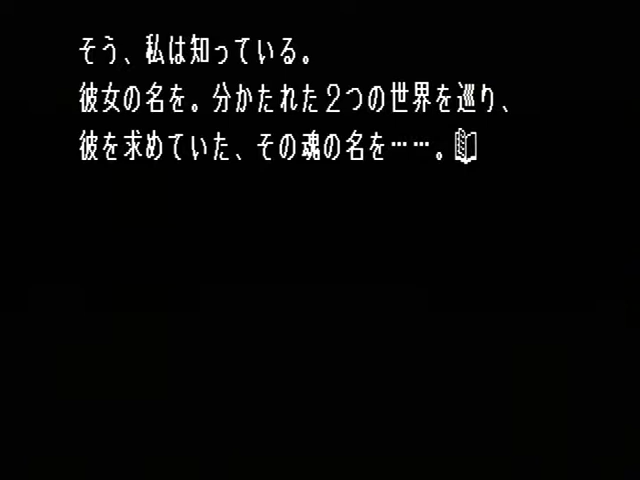 そう、私は知っている。
彼女の名を。分かたれた２つの世界を巡り、
彼を求めていた、その魂の名を……。